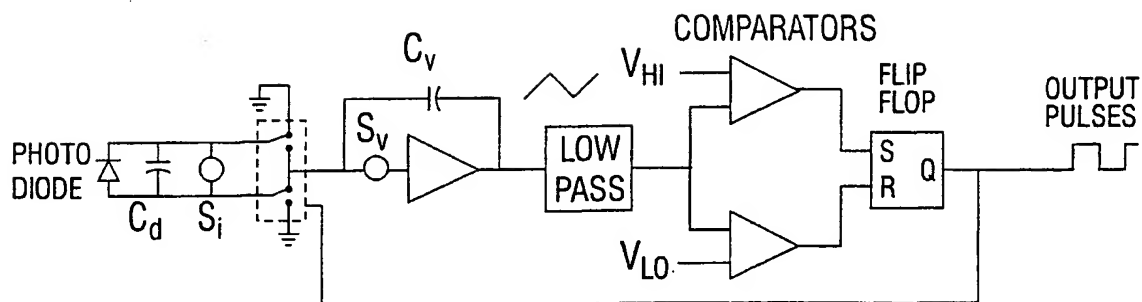 COMPARATORS
C_v
V_HI
FLIP
FLOP
OUTPUT
PULSES
PHOTO
DIODE
S_v
LOW
PASS
S
R
Q
C_d
S_i
V_LO